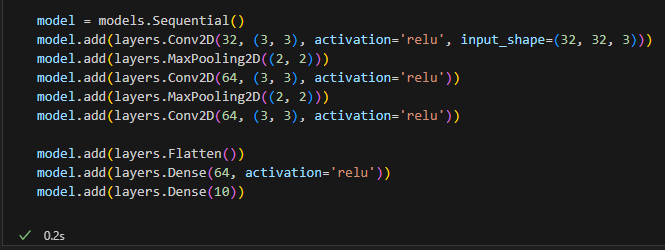 model = models.Sequential()
model.add(layers.Conv2D(32, (3, 3), activation='relu', input_shape=(32, 32, 3)))
model.add(layers.MaxPooling2D((2, 2)))
model.add(layers.Conv2D(64, (3, 3), activation='relu'))
model.add(layers.MaxPooling2D((2, 2)))
model.add(layers.Conv2D(64, (3, 3), activation='relu'))

model.add(layers.Flatten())
model.add(layers.Dense(64, activation='relu'))
model.add(layers.Dense(10))
0.2s